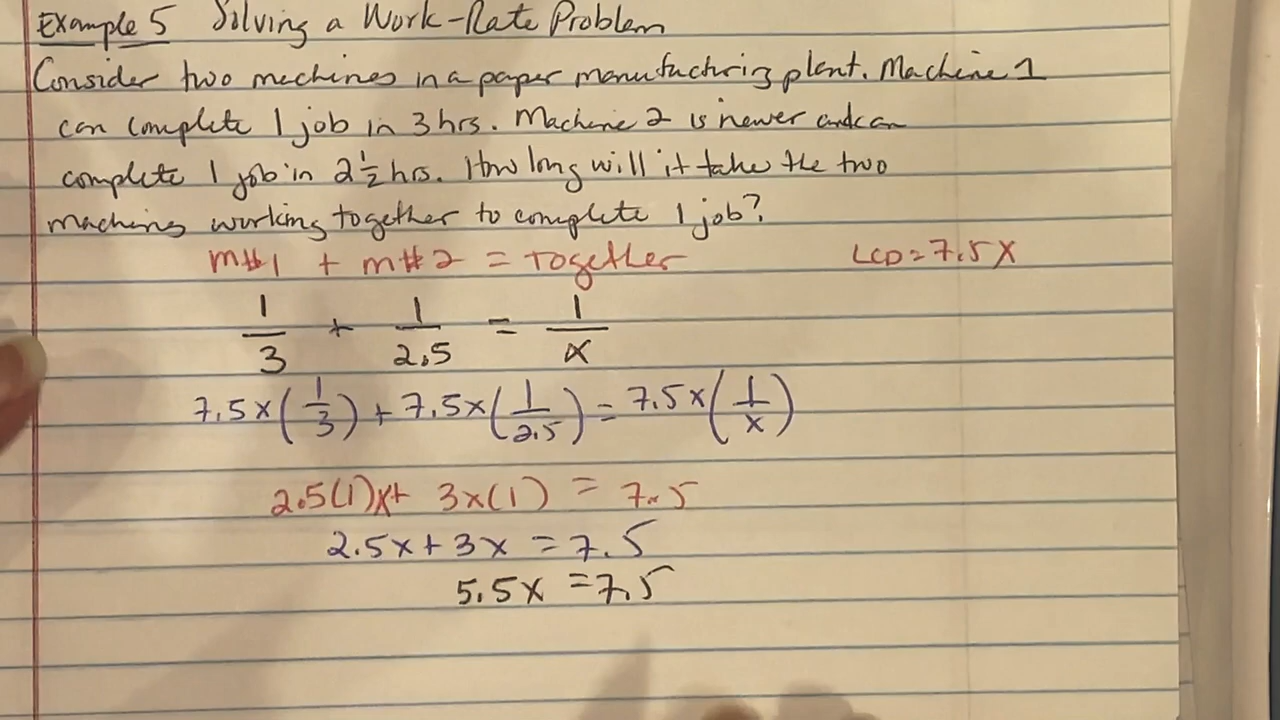 Example 5 Solving a Work-Rate Problem
Consider two mechines in a paper manufacturing plant. Machine 1
can complete 1 job in 3 hrs. Machine 2 is newer and can
complete 1 job in 2 1/2 hrs. How long will it take the two
machines working together to complete 1 job?
m#1 + m#2 = Together LCD = 7.5x
1/3 + 1/2.5 = 1/x
7.5x(1/3) + 7.5x(1/2.5) = 7.5x(1/x)
2.5(1)x + 3x(1) = 7.5
2.5x + 3x = 7.5
5.5x = 7.5